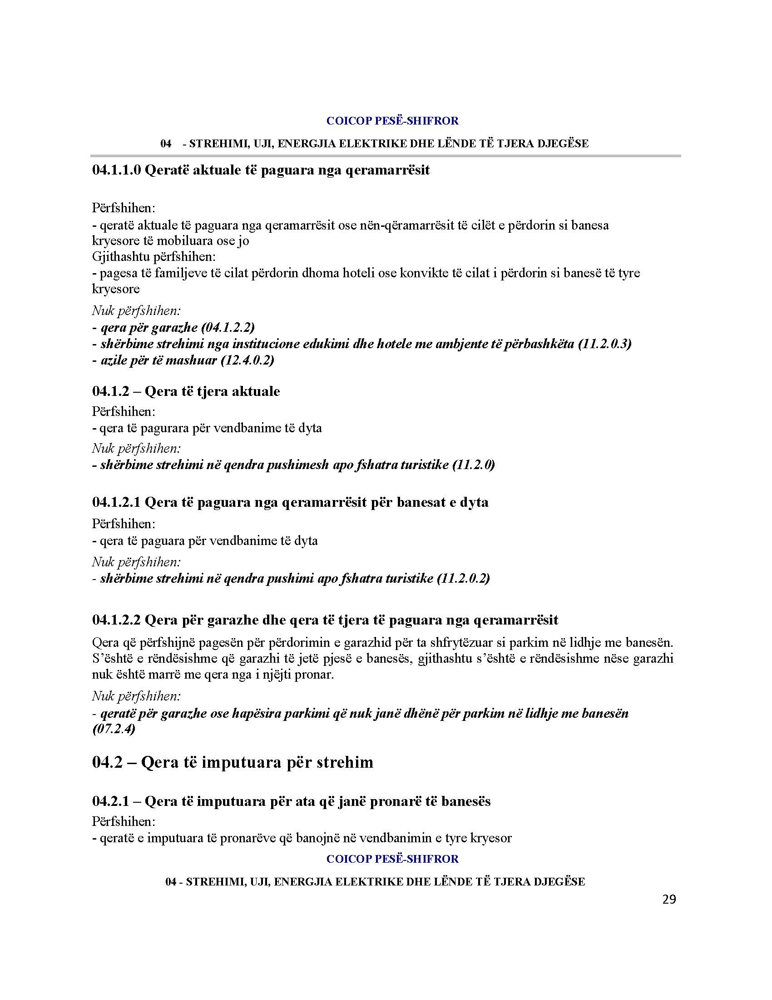 COICOP PESË-SHIFROR
04 - STREHIMI, UJI, ENERGJIA ELEKTRIKE DHE LËNDE TË TJERA DJEGËSE
04.1.1.0 Qeratë aktuale të paguara nga qeramarrësit
Përfshihen:
- qeratë aktuale të paguara nga qeramarrësit ose nën-qëramarrësit të cilët e përdorin si banesa
kryesore të mobiluara ose jo
Gjithashtu përfshihen:
- pagesa të familjeve të cilat përdorin dhoma hoteli ose konvikte të cilat i përdorin si banesë të tyre
kryesore
Nuk përfshihen:
- qera për garazhe (04.1.2.2)
- shërbime strehimi nga institucione edukimi dhe hotele me ambjente të përbashkëta (11.2.0.3)
- azile për të mashuar (12.4.0.2)
04.1.2 – Qera të tjera aktuale
Përfshihen:
- qera të pagurara për vendbanime të dyta
Nuk përfshihen:
- shërbime strehimi në qendra pushimesh apo fshatra turistike (11.2.0)
04.1.2.1 Qera të paguara nga qeramarrësit për banesat e dyta
Përfshihen:
- qera të paguara për vendbanime të dyta
Nuk përfshihen:
- shërbime strehimi në qendra pushimi apo fshatra turistike (11.2.0.2)
04.1.2.2 Qera për garazhe dhe qera të tjera të paguara nga qeramarrësit
Qera që përfshijnë pagesën për përdorimin e garazhid për ta shfrytëzuar si parkim në lidhje me banesën.
S’është e rëndësishme që garazhi të jetë pjesë e banesës, gjithashtu s’është e rëndësishme nëse garazhi
nuk është marrë me qera nga i njëjti pronar.
Nuk përfshihen:
- qeratë për garazhe ose hapësira parkimi që nuk janë dhënë për parkim në lidhje me banesën
(07.2.4)
04.2 – Qera të imputuara për strehim
04.2.1 – Qera të imputuara për ata që janë pronarë të banesës
Përfshihen:
- qeratë e imputuara të pronarëve që banojnë në vendbanimin e tyre kryesor
COICOP PESË-SHIFROR
04 - STREHIMI, UJI, ENERGJIA ELEKTRIKE DHE LËNDE TË TJERA DJEGËSE
29